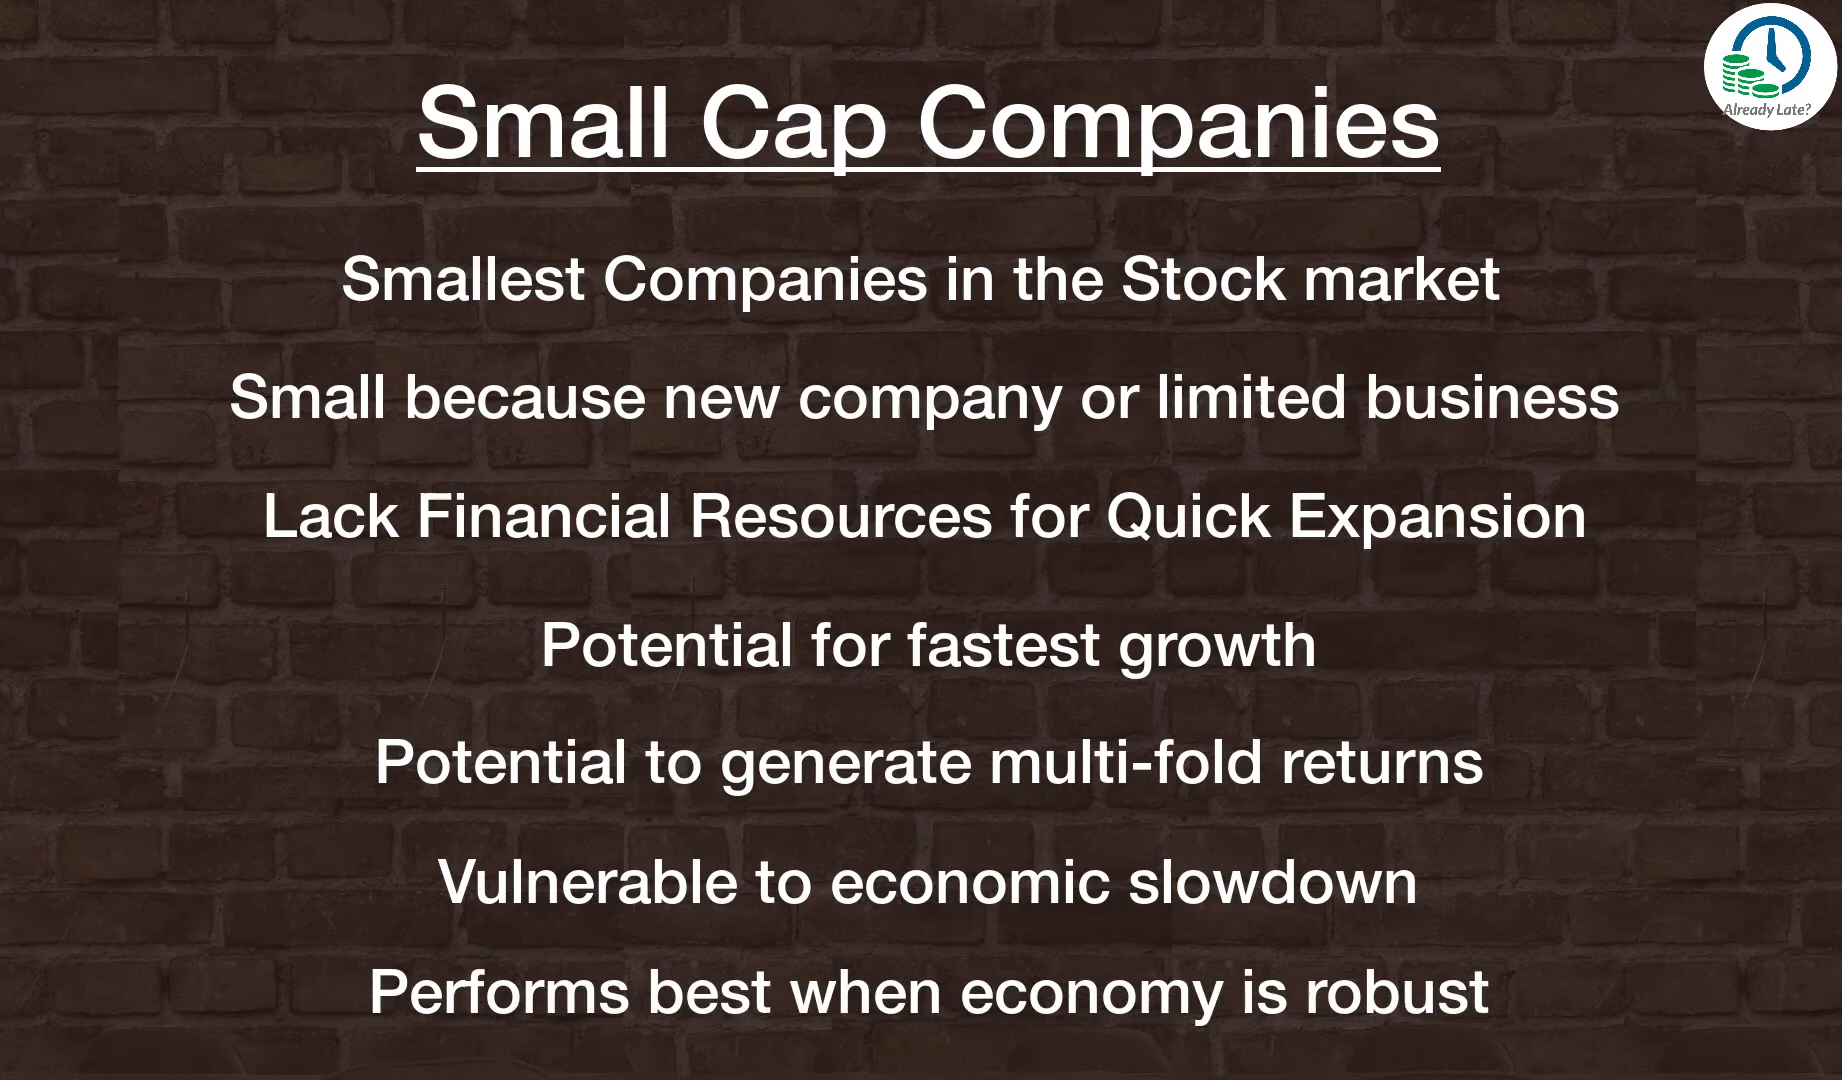 Already Late?
Small Cap Companies
Smallest Companies in the Stock market
Small because new company or limited business
Lack Financial Resources for Quick Expansion
Potential for fastest growth
Potential to generate multi-fold returns
Vulnerable to economic slowdown
Performs best when economy is robust